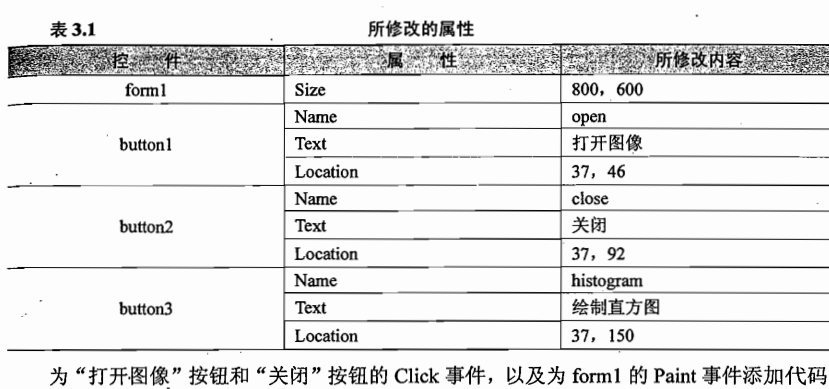 表 3.1 所修改的属性
控 件 属 性 所修改内容
form1 Size 800，600
Name open
button1 Text 打开图像
Location 37，46
Name close
button2 Text 关闭
Location 37，92
Name histogram
button3 Text 绘制直方图
Location 37，150
为“打开图像”按钮和“关闭”按钮的 Click 事件，以及为 form1 的 Paint 事件添加代码